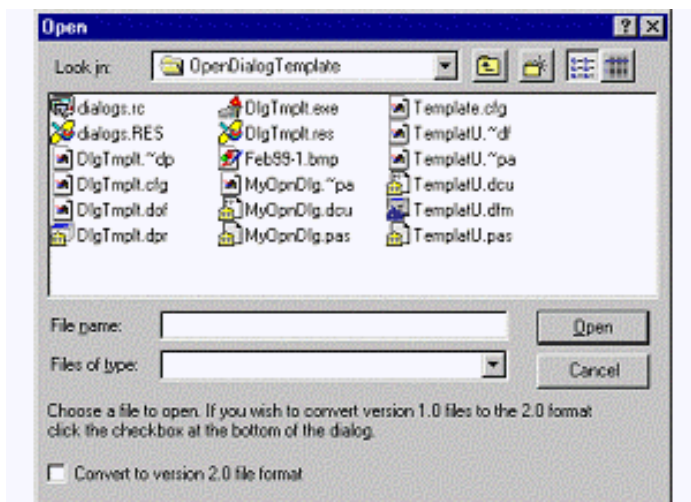 Open
Look in: OpenDialogTemplate
dialogs.rc DlgTmplt.exe Template.cfg
dialogs.RES DlgTmplt.res TemplatU.~df
DlgTmplt.~dp Feb99-1.bmp TemplatU.~pa
DlgTmplt.cfg MyOpnDlg.~pa TemplatU.dcu
DlgTmplt.dof MyOpnDlg.dcu TemplatU.dfm
DlgTmplt.dpr MyOpnDlg.pas TemplatU.pas
File name: Open
Files of type: Cancel
Choose a file to open. If you wish to convert version 1.0 files to the 2.0 format
click the checkbox at the bottom of the dialog.
Convert to version 2.0 file format